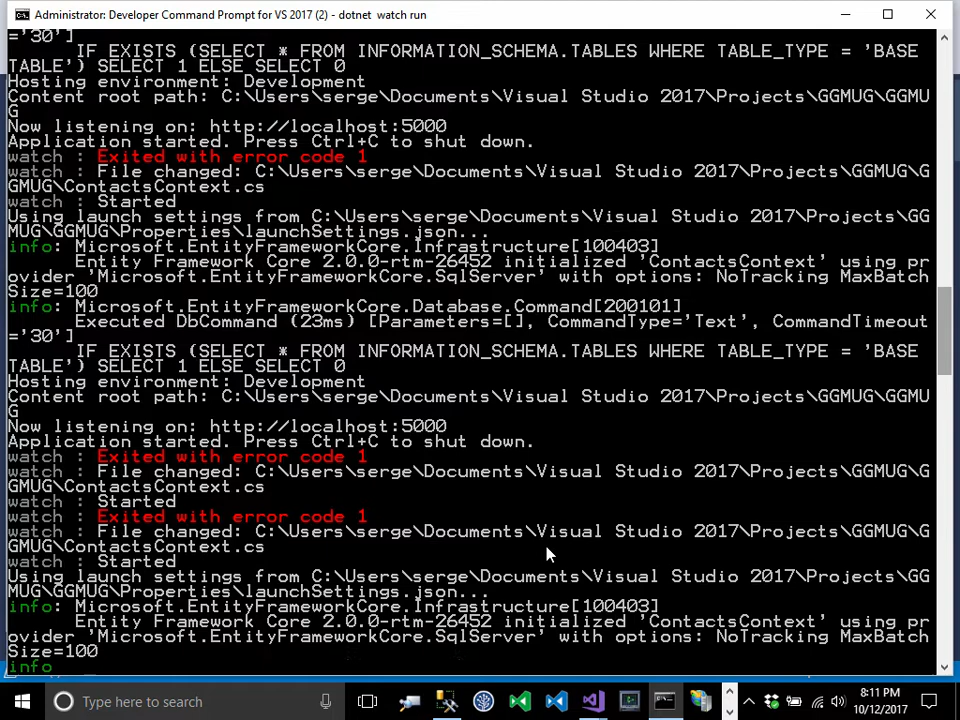 Administrator: Developer Command Prompt for VS 2017 (2) - dotnet  watch run
='30']
IF EXISTS (SELECT * FROM INFORMATION_SCHEMA.TABLES WHERE TABLE_TYPE = 'BASE
TABLE') SELECT 1 ELSE SELECT 0
Hosting environment: Development
Content root path: C:\Users\serge\Documents\Visual Studio 2017\Projects\GGMUG\GGMU
G
Now listening on: http://localhost:5000
Application started. Press Ctrl+C to shut down.
watch : Exited with error code 1
watch : File changed: C:\Users\serge\Documents\Visual Studio 2017\Projects\GGMUG\G
GMUG\ContactsContext.cs
watch : Started
Using launch settings from C:\Users\serge\Documents\Visual Studio 2017\Projects\GG
MUG\GGMUG\Properties\launchSettings.json...
info: Microsoft.EntityFrameworkCore.Infrastructure[100403]
Entity Framework Core 2.0.0-rtm-26452 initialized 'ContactsContext' using pr
ovider 'Microsoft.EntityFrameworkCore.SqlServer' with options: NoTracking MaxBatch
Size=100
info: Microsoft.EntityFrameworkCore.Database.Command[200101]
Executed DbCommand (23ms) [Parameters=[], CommandType='Text', CommandTimeout
='30']
IF EXISTS (SELECT * FROM INFORMATION_SCHEMA.TABLES WHERE TABLE_TYPE = 'BASE
TABLE') SELECT 1 ELSE SELECT 0
Hosting environment: Development
Content root path: C:\Users\serge\Documents\Visual Studio 2017\Projects\GGMUG\GGMU
G
Now listening on: http://localhost:5000
Application started. Press Ctrl+C to shut down.
watch : Exited with error code 1
watch : File changed: C:\Users\serge\Documents\Visual Studio 2017\Projects\GGMUG\G
GMUG\ContactsContext.cs
watch : Started
watch : Exited with error code 1
watch : File changed: C:\Users\serge\Documents\Visual Studio 2017\Projects\GGMUG\G
GMUG\ContactsContext.cs
watch : Started
Using launch settings from C:\Users\serge\Documents\Visual Studio 2017\Projects\GG
MUG\GGMUG\Properties\launchSettings.json...
info: Microsoft.EntityFrameworkCore.Infrastructure[100403]
Entity Framework Core 2.0.0-rtm-26452 initialized 'ContactsContext' using pr
ovider 'Microsoft.EntityFrameworkCore.SqlServer' with options: NoTracking MaxBatch
Size=100
info
Type here to search
8:11 PM
10/12/2017